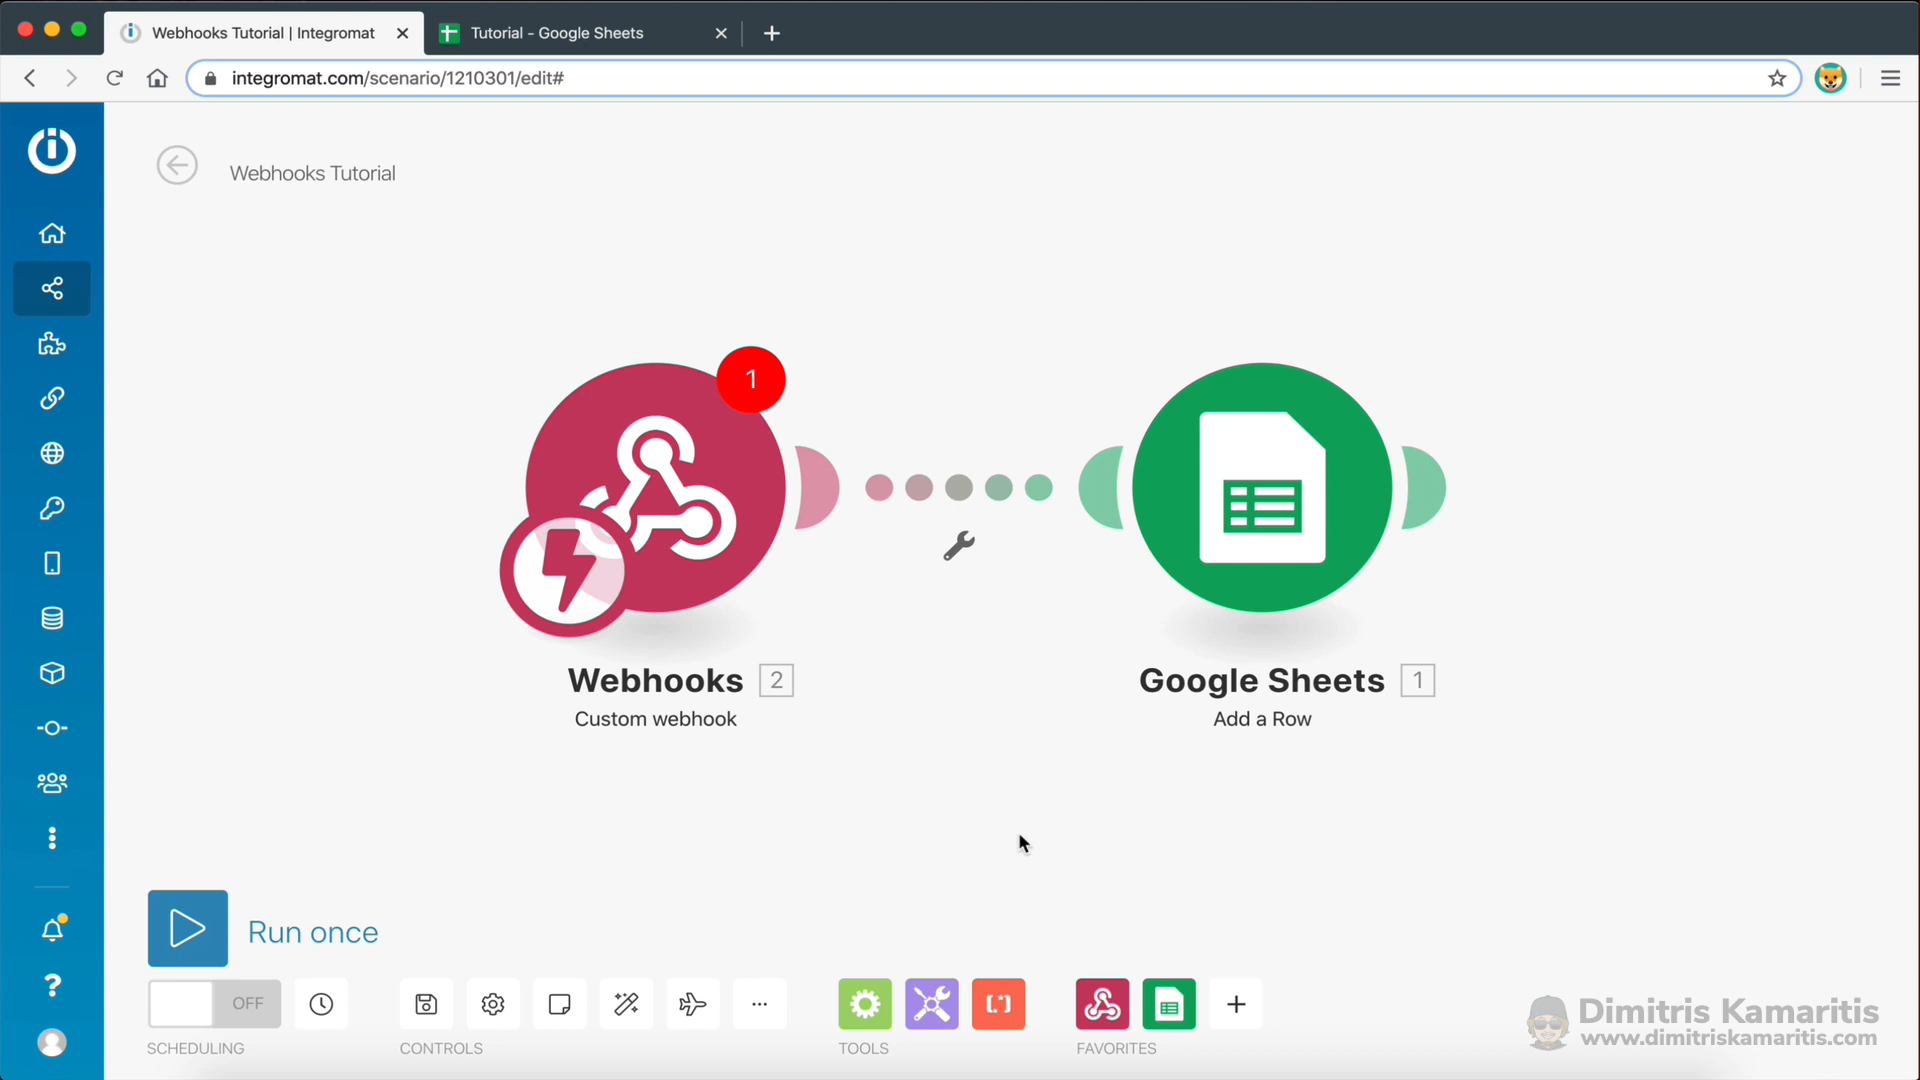 Webhooks Tutorial | Integromat
Tutorial - Google Sheets
integromat.com/scenario/1210301/edit#
Webhooks Tutorial
1
Webhooks 2
Custom webhook
Google Sheets 1
Add a Row
Run once
OFF
SCHEDULING
CONTROLS
TOOLS
FAVORITES
Dimitris Kamaritis
www.dimitriskamaritis.com